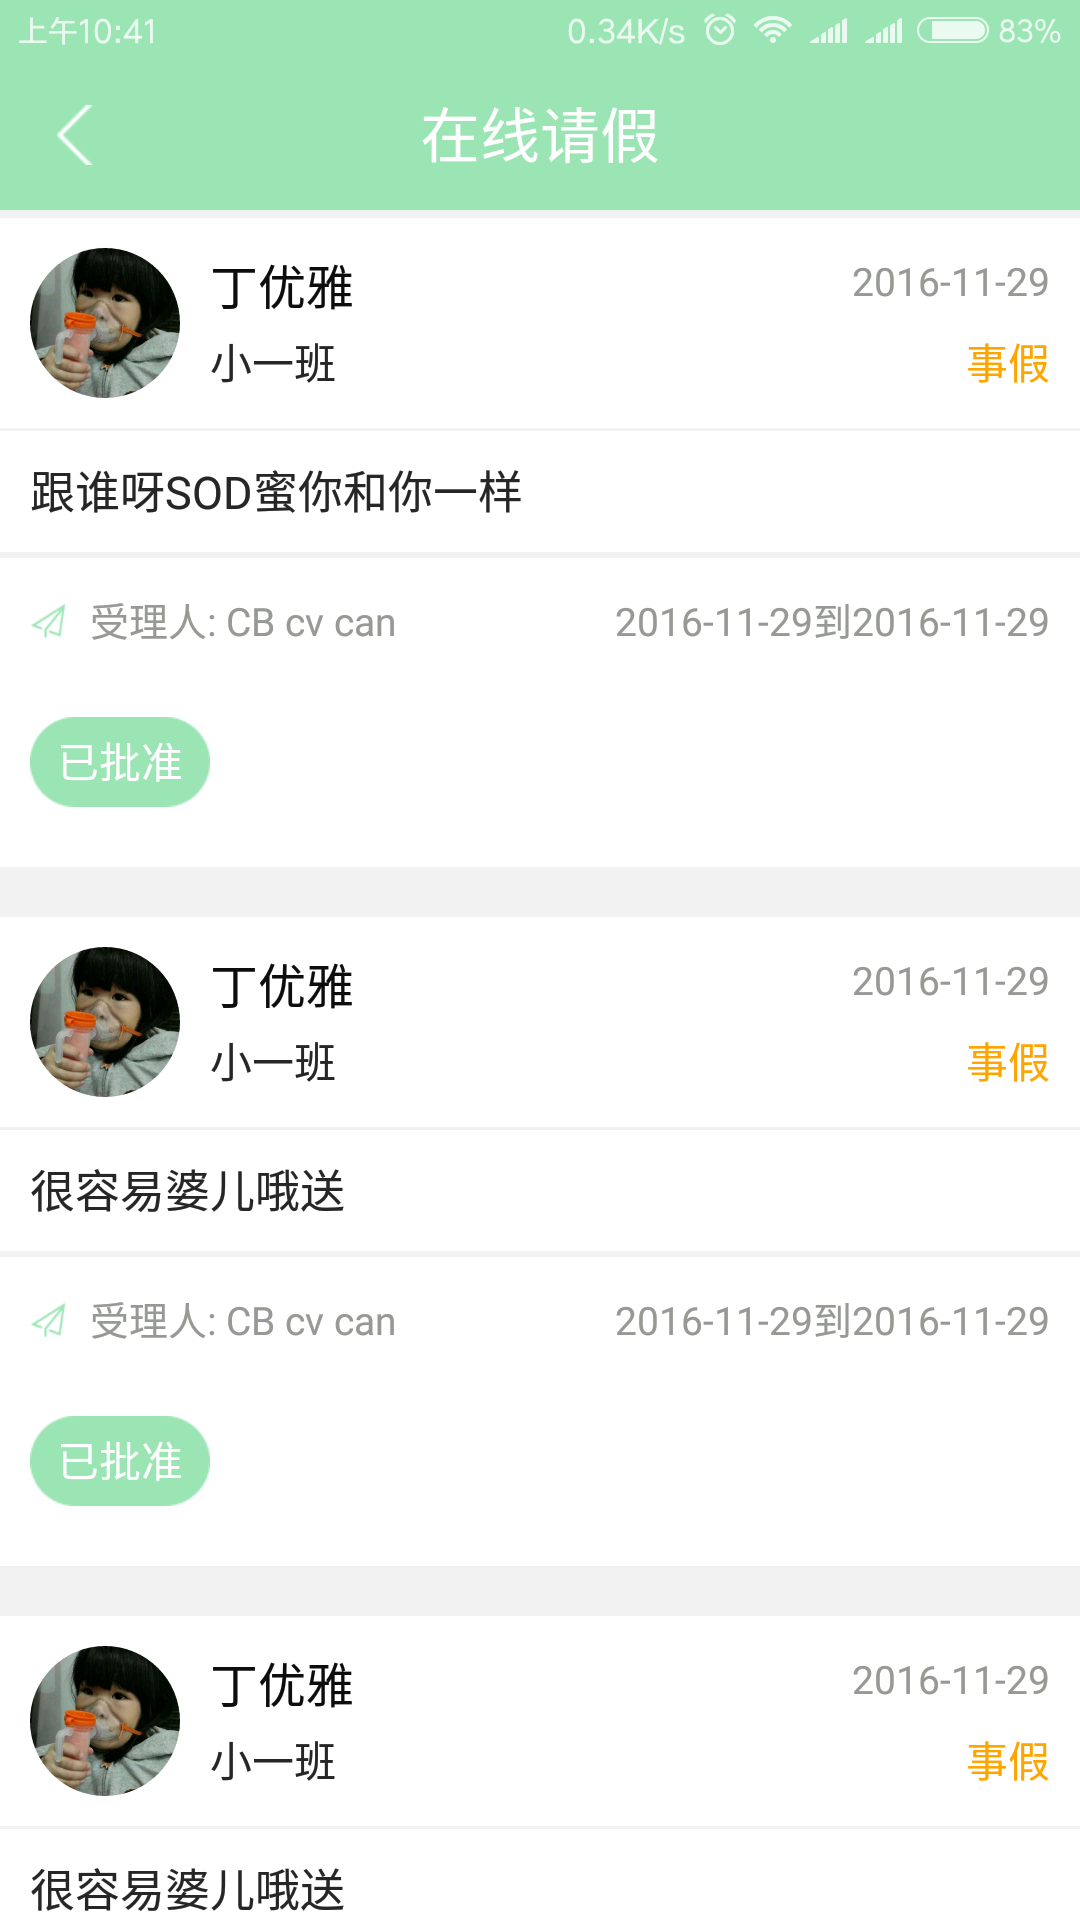 上午10:41 0.34K/s 83%
在线请假
丁优雅 2016-11-29
小一班 事假
跟谁呀SOD蜜你和你一样
受理人: CB cv can 2016-11-29到2016-11-29
已批准
丁优雅 2016-11-29
小一班 事假
很容易婆儿哦送
受理人: CB cv can 2016-11-29到2016-11-29
已批准
丁优雅 2016-11-29
小一班 事假
很容易婆儿哦送